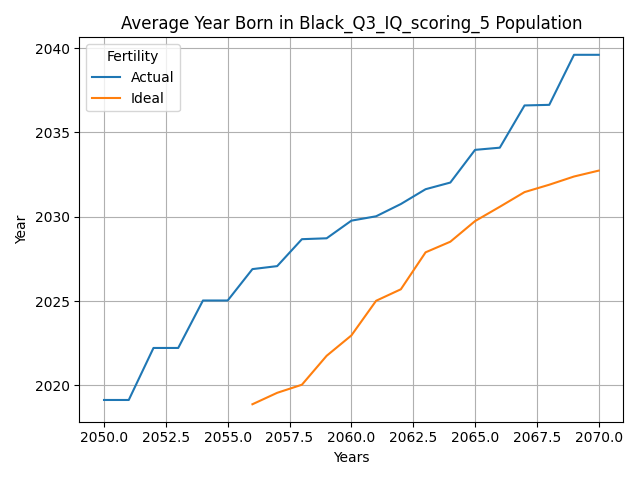 Average Year Born in Black_Q3_IQ_scoring_5 Population
Fertility
Actual
Ideal
2040
2035
2030
2025
2020
Year
2050.0 2052.5 2055.0 2057.5 2060.0 2062.5 2065.0 2067.5 2070.0
Years